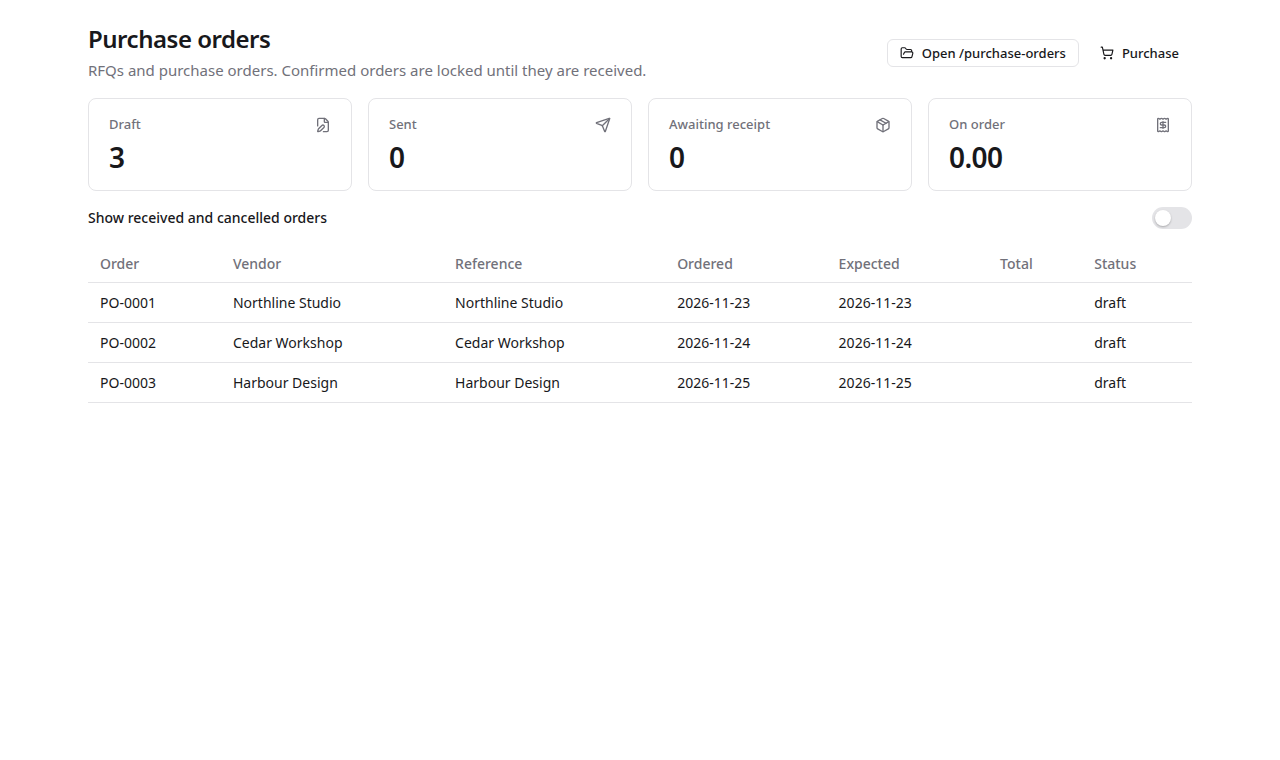 Purchase orders
RFQs and purchase orders. Confirmed orders are locked until they are received.
Open /purchase-orders
Purchase
Draft
3
Sent
0
Awaiting receipt
0
On order
0.00
Show received and cancelled orders
Order Vendor Reference Ordered Expected Total Status
PO-0001 Northline Studio Northline Studio 2026-11-23 2026-11-23 draft
PO-0002 Cedar Workshop Cedar Workshop 2026-11-24 2026-11-24 draft
PO-0003 Harbour Design Harbour Design 2026-11-25 2026-11-25 draft